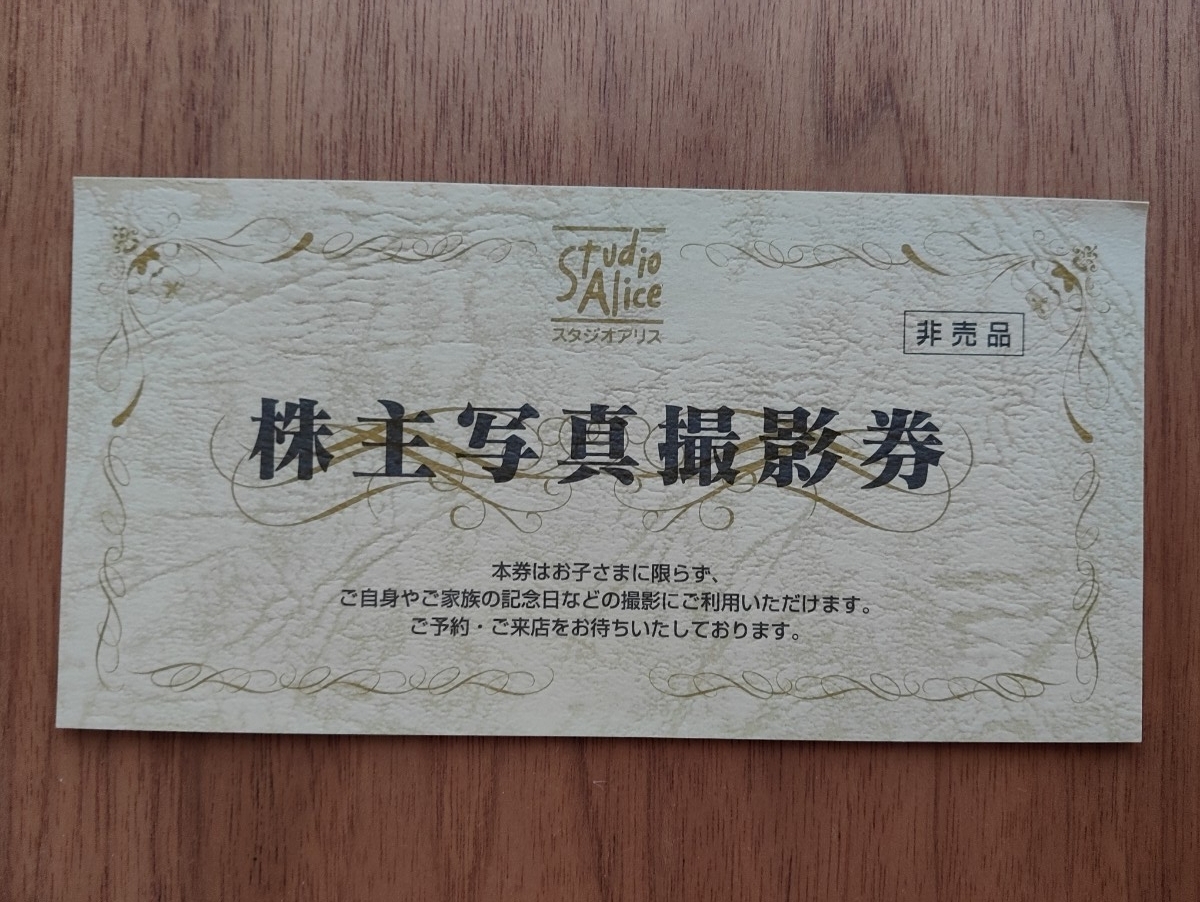 Studio
Alice
スタジオアリス
非売品
株主写真撮影券
本券はお子さまに限らず、
ご自身やご家族の記念日などの撮影にご利用いただけます。
ご予約・ご来店をお待ちいたしております。